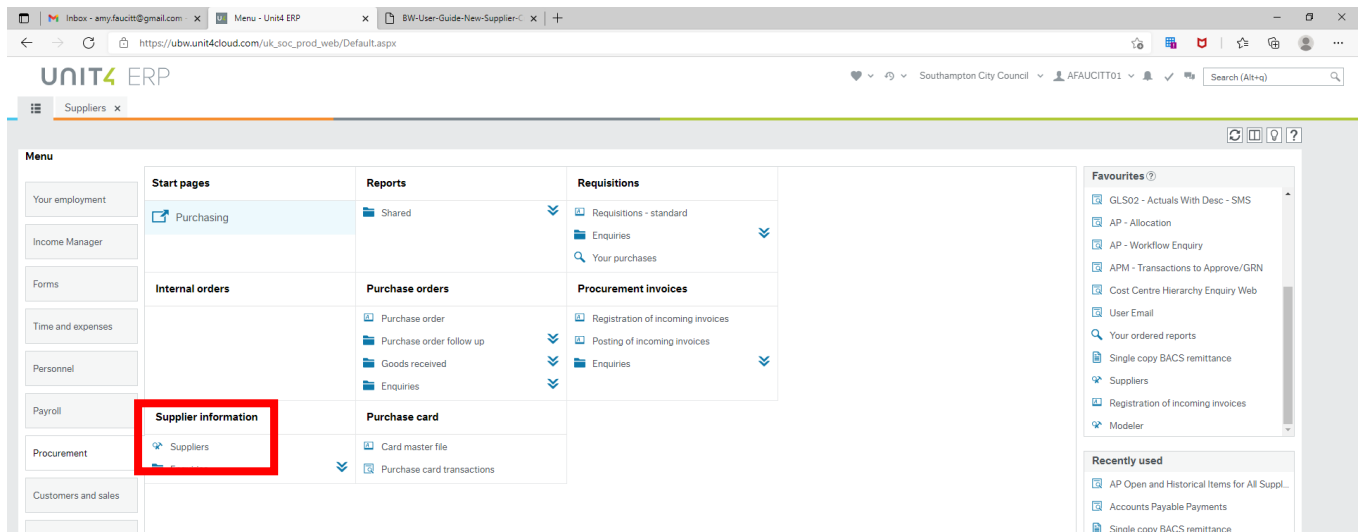 Inbox - amy.faucitt@gmail.com -
Menu - Unit4 ERP
BW-User-Guide-New-Supplier-C
https://ubw.unit4cloud.com/uk_soc_prod_web/Default.aspx
UNIT4 ERP
Southampton City Council
AFAUCITT01
Search (Alt+q)
Suppliers
Menu
Your employment
Income Manager
Forms
Time and expenses
Personnel
Payroll
Procurement
Customers and sales
Start pages
Purchasing
Reports
Shared
Requisitions
Requisitions - standard
Enquiries
Your purchases
Internal orders
Purchase orders
Purchase order
Purchase order follow up
Goods received
Enquiries
Procurement invoices
Registration of incoming invoices
Posting of incoming invoices
Enquiries
Supplier information
Suppliers
Purchase card
Card master file
Purchase card transactions
Favourites
GLS02 - Actuals With Desc - SMS
AP - Allocation
AP - Workflow Enquiry
APM - Transactions to Approve/GRN
Cost Centre Hierarchy Enquiry Web
User Email
Your ordered reports
Single copy BACS remittance
Suppliers
Registration of incoming invoices
Modeler
Recently used
AP Open and Historical Items for All Suppl...
Accounts Payable Payments
Single copy BACS remittance